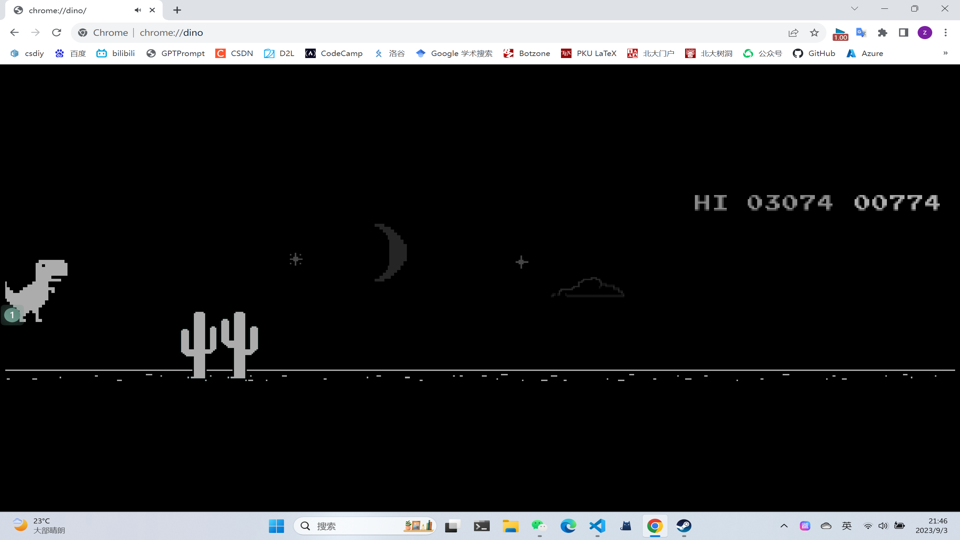 chrome://dino/
Chrome | chrome://dino
1.00
z
csdiy 百度 bilibili GPTPrompt CSDN D2L CodeCamp 洛谷 Google 学术搜索 Botzone PKU LaTeX 北大门户 北大树洞 公众号 GitHub Azure »
HI 03074 00774
1
23°C
大部晴朗
搜索
英
21:46
2023/9/3